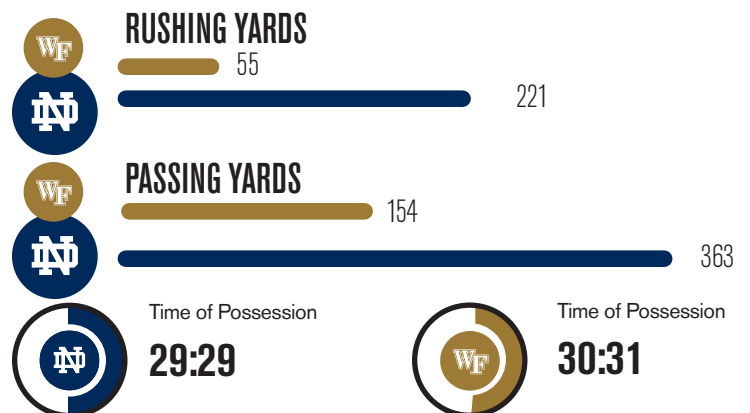 RUSHING YARDS
WF
55
ND
221
PASSING YARDS
WF
154
ND
363
Time of Possession
ND
29:29
Time of Possession
WF
30:31